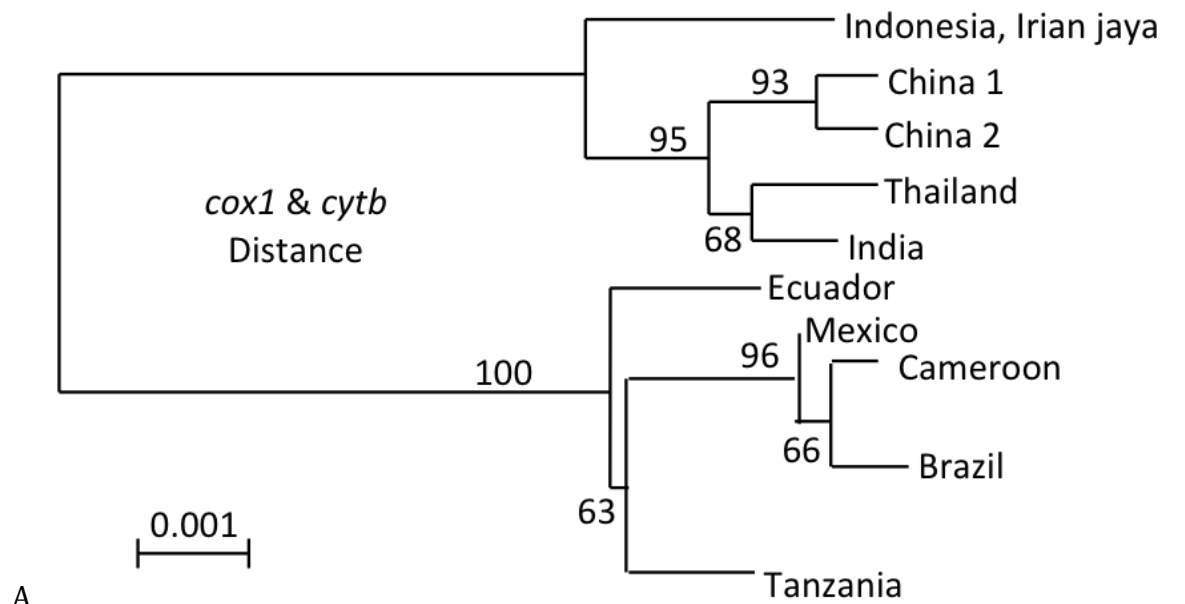 Indonesia, Irian jaya
93
China 1
95
China 2
cox1 & cytb
Distance
Thailand
68
India
Ecuador
Mexico
96
Cameroon
100
66
Brazil
63
0.001
Tanzania
A